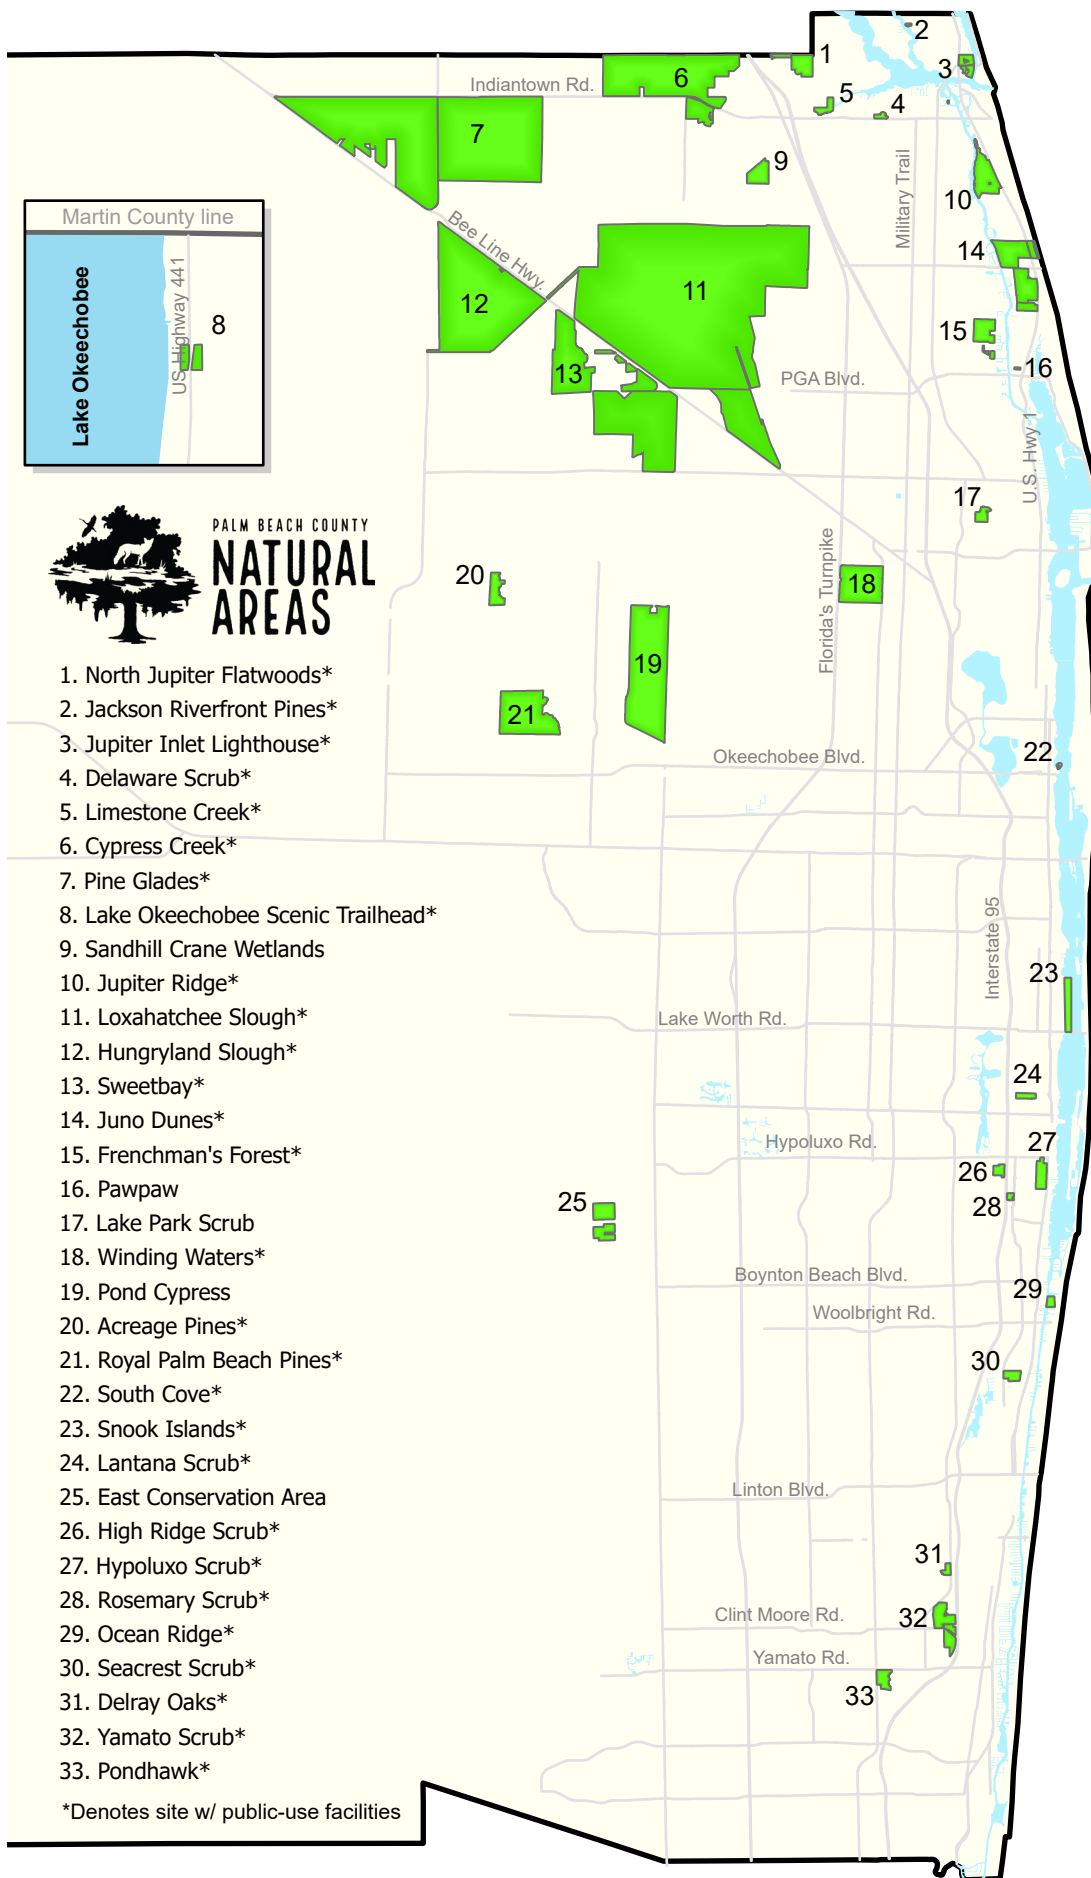 2
1
3
6
Indiantown Rd.
5
4
7
Military Trail
9
10
Martin County line
Bee Line Hwy.
14
Lake Okeechobee
US Highway 441
8
11
12
15
13
PGA Blvd.
16
U.S. Hwy 1
17
PALM BEACH COUNTY
NATURAL
AREAS
Florida's Turnpike
20
18
19
21
Okeechobee Blvd.
22
1. North Jupiter Flatwoods*
2. Jackson Riverfront Pines*
3. Jupiter Inlet Lighthouse*
4. Delaware Scrub*
5. Limestone Creek*
6. Cypress Creek*
7. Pine Glades*
8. Lake Okeechobee Scenic Trailhead*
9. Sandhill Crane Wetlands
10. Jupiter Ridge*
11. Loxahatchee Slough*
12. Hungryland Slough*
13. Sweetbay*
14. Juno Dunes*
15. Frenchman's Forest*
16. Pawpaw
17. Lake Park Scrub
18. Winding Waters*
19. Pond Cypress
20. Acreage Pines*
21. Royal Palm Beach Pines*
22. South Cove*
23. Snook Islands*
24. Lantana Scrub*
25. East Conservation Area
26. High Ridge Scrub*
27. Hypoluxo Scrub*
28. Rosemary Scrub*
29. Ocean Ridge*
30. Seacrest Scrub*
31. Delray Oaks*
32. Yamato Scrub*
33. Pondhawk*
*Denotes site w/ public-use facilities
Interstate 95
23
Lake Worth Rd.
24
Hypoluxo Rd.
27
26
25
28
Boynton Beach Blvd.
29
Woolbright Rd.
30
Linton Blvd.
31
Clint Moore Rd.
32
Yamato Rd.
33